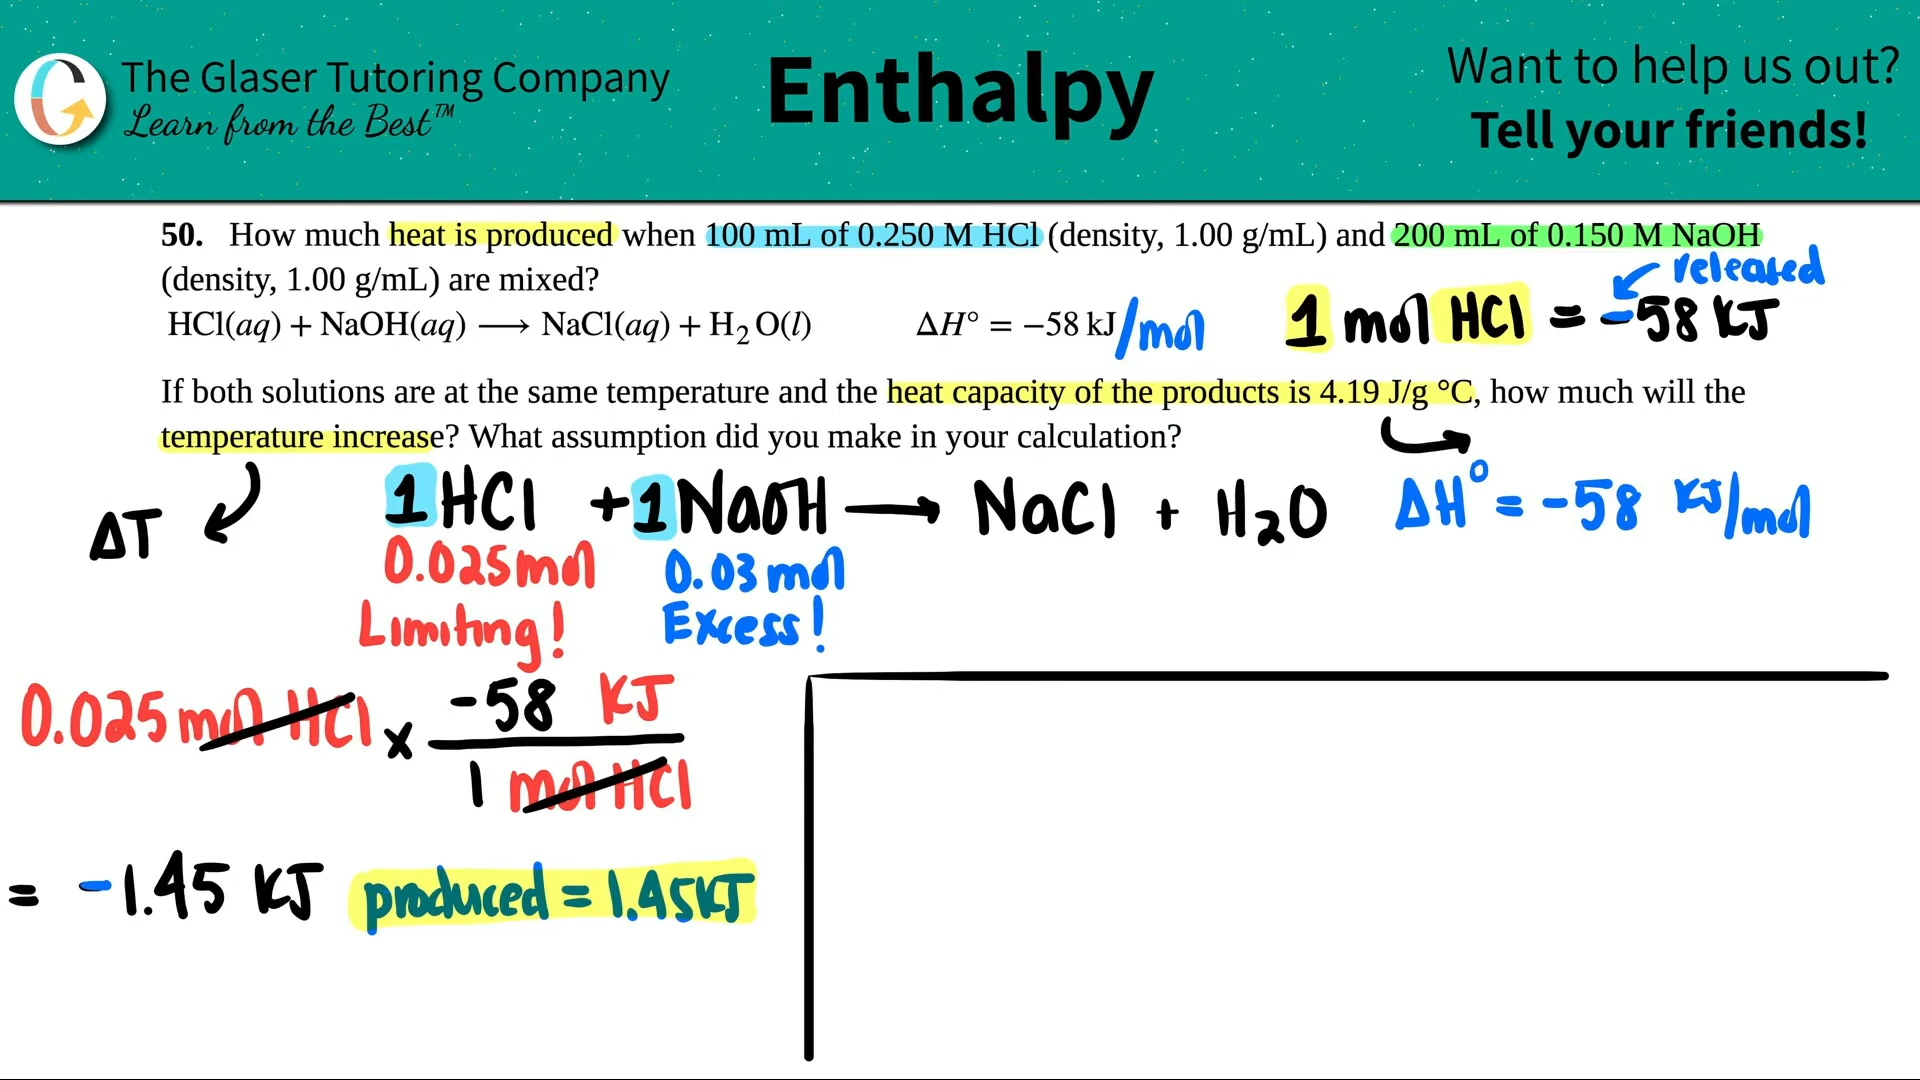 The Glaser Tutoring Company
Learn from the Best™
Enthalpy
Want to help us out?
Tell your friends!
50. How much heat is produced when 100 mL of 0.250 M HCl (density, 1.00 g/mL) and 200 mL of 0.150 M NaOH
(density, 1.00 g/mL) are mixed?
released
HCl(aq) + NaOH(aq) ⟶ NaCl(aq) + H₂O(l) ΔH° = −58 kJ/mol
1 mol HCl = -58 KJ
If both solutions are at the same temperature and the heat capacity of the products is 4.19 J/g °C, how much will the
temperature increase? What assumption did you make in your calculation?
ΔT
1HCl + 1NaOH ⟶ NaCl + H₂O ΔH° = -58 KJ/mol
0.025mol 0.03mol
Limiting! Excess!
0.025 mol HCl x -58 KJ
1 mol HCl
= -1.45 KJ produced = 1.45KJ